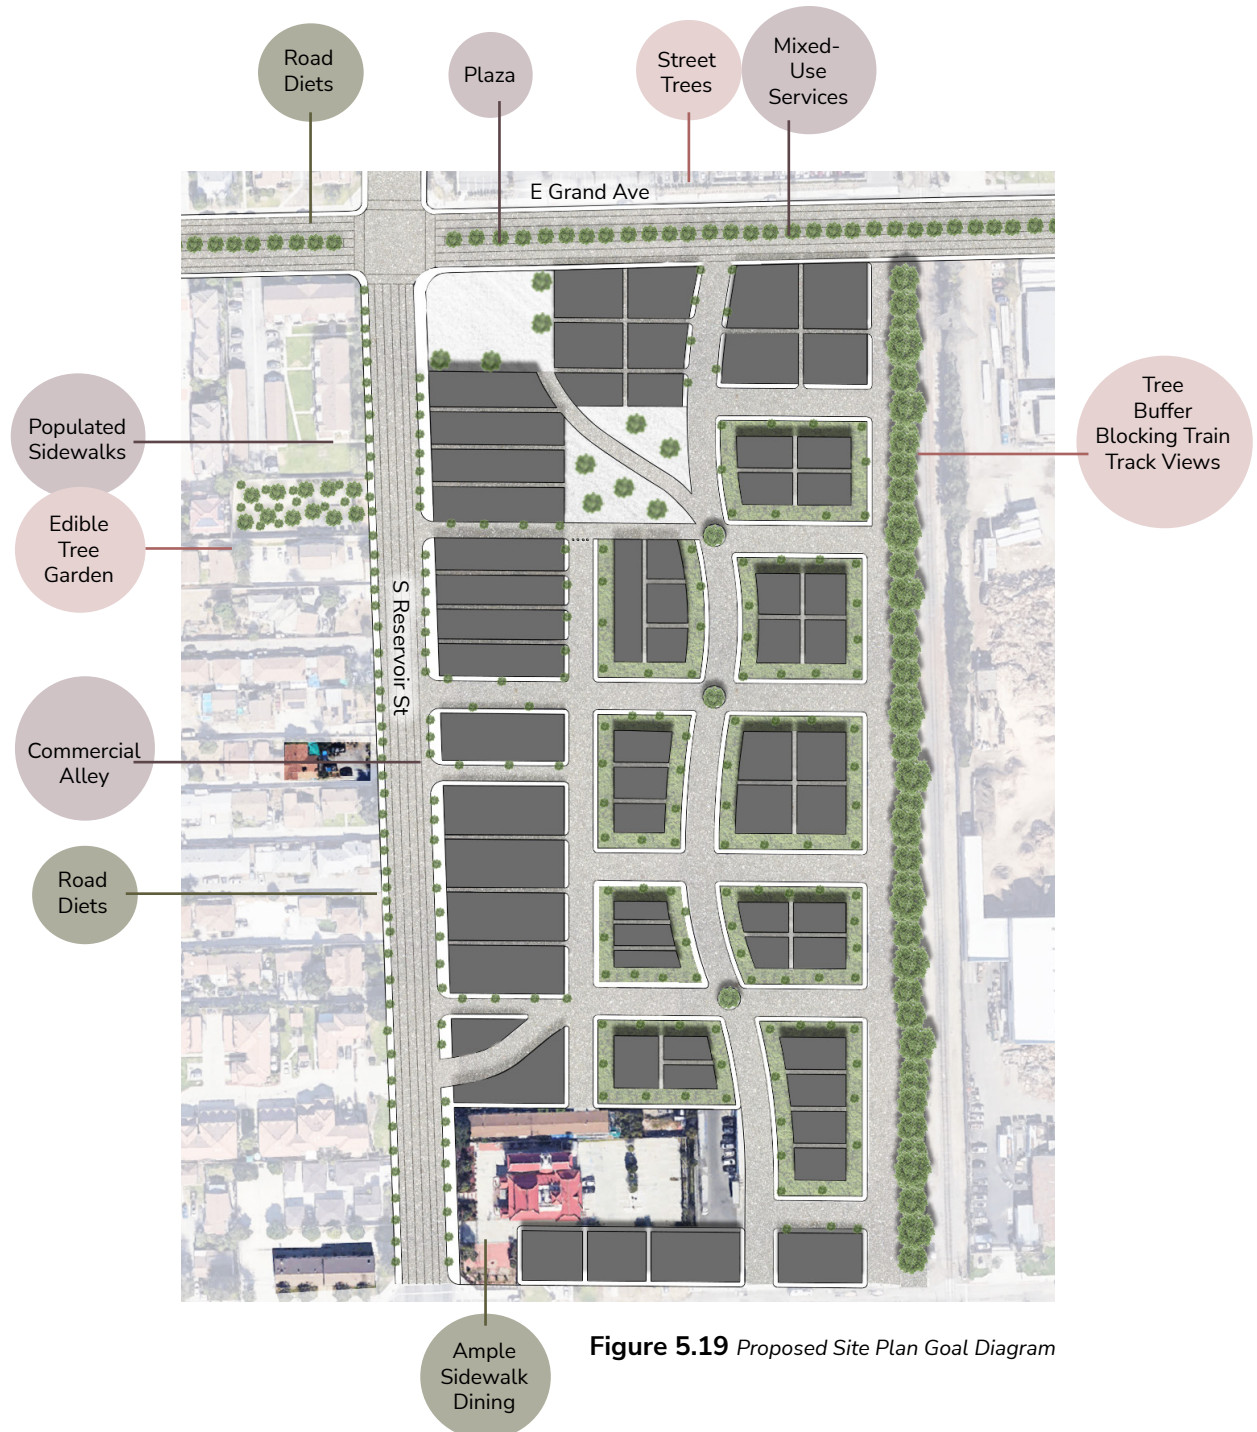 Road
Diets
Plaza
Street
Trees
Mixed-
Use
Services
E Grand Ave
Populated
Sidewalks
Tree
Buffer
Blocking Train
Track Views
Edible
Tree
Garden
S Reservoir St
Commercial
Alley
Road
Diets
Ample
Sidewalk
Dining
Figure 5.19 Proposed Site Plan Goal Diagram